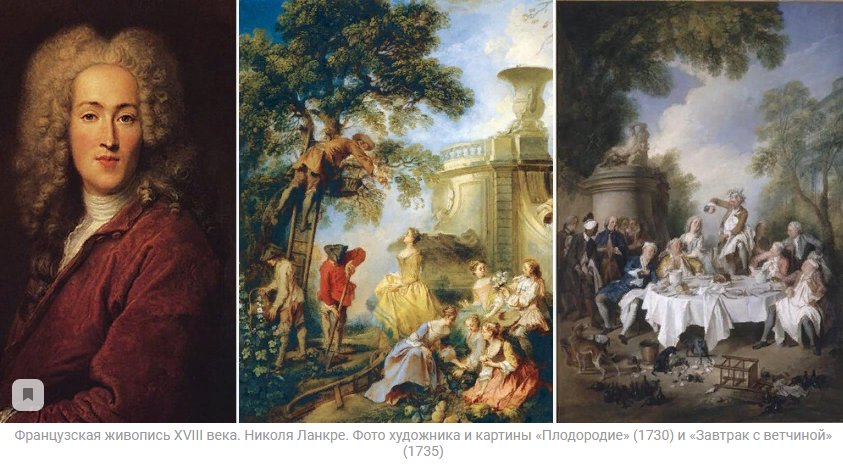 Французская живопись XVIII века. Николя Ланкре. Фото художника и картины «Плодородие» (1730) и «Завтрак с ветчиной»
(1735)